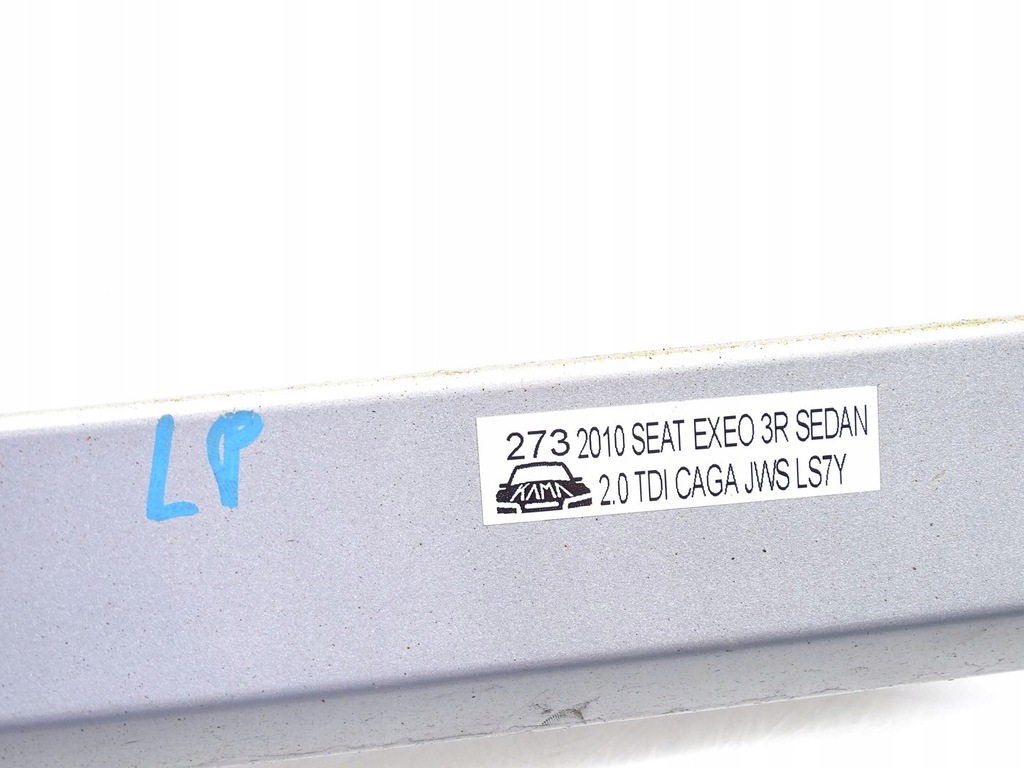 LP
273 2010 SEAT EXEO 3R SEDAN
KAMA 2.0 TDI CAGA JWS LS7Y